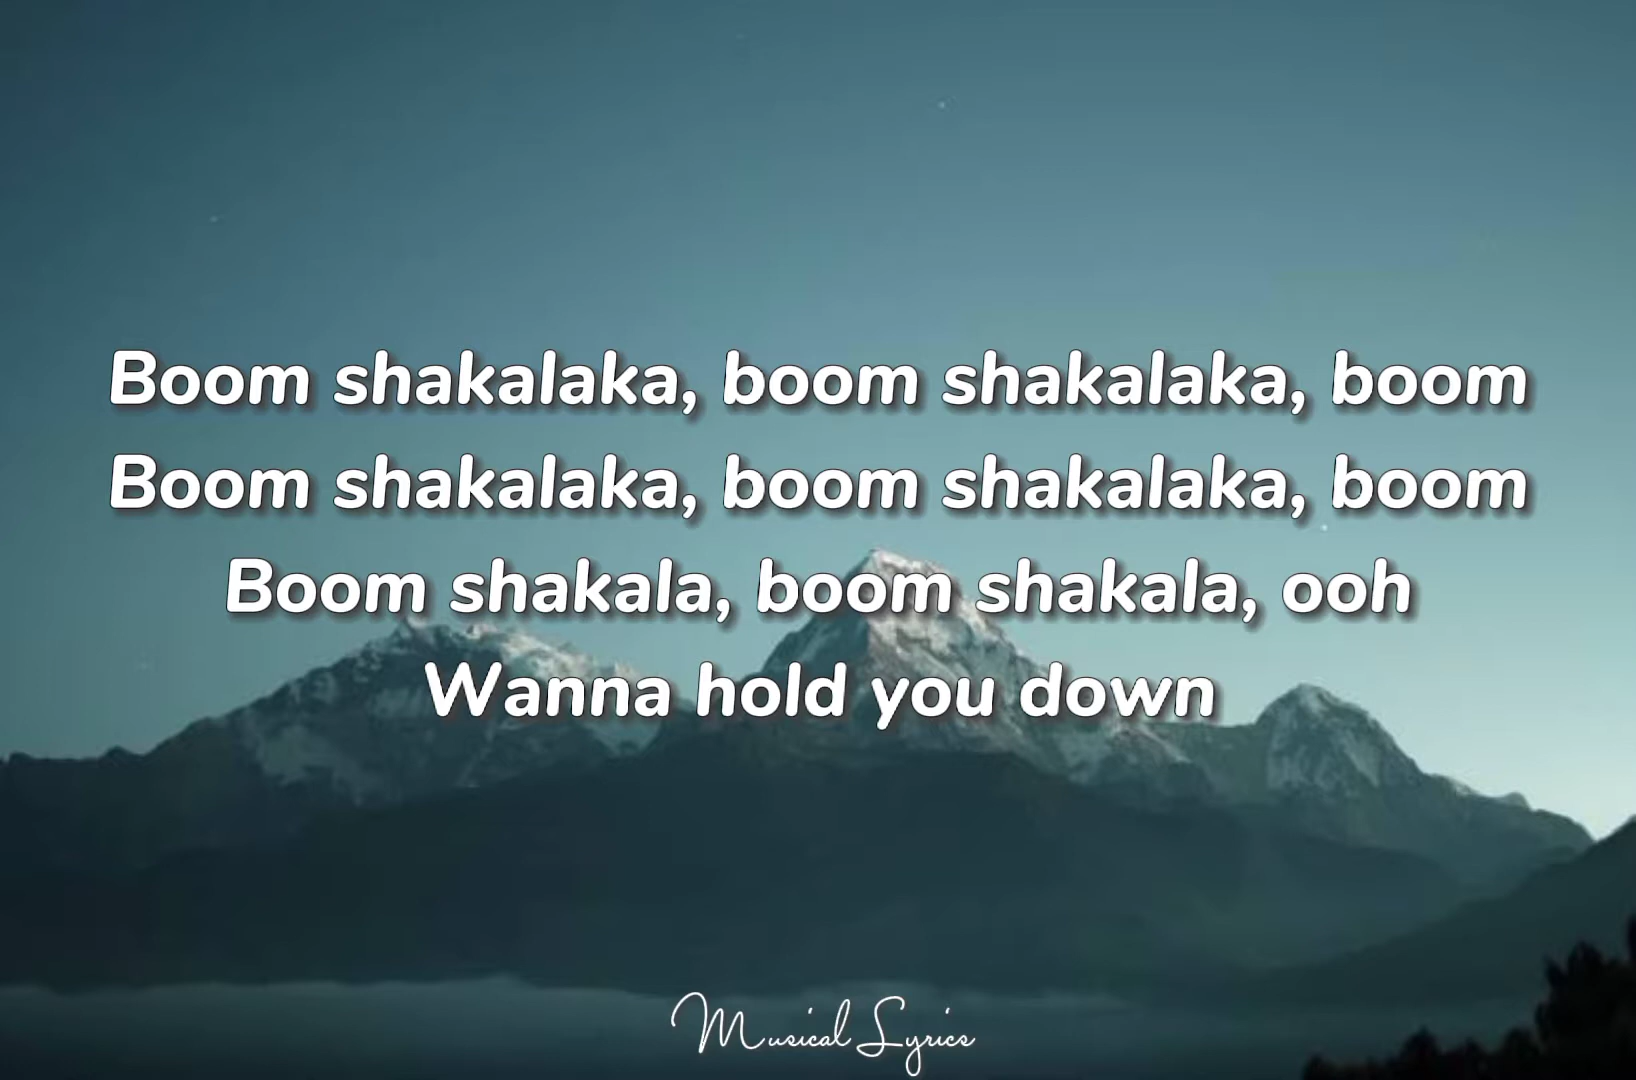 Boom shakalaka, boom shakalaka, boom
Boom shakalaka, boom shakalaka, boom
Boom shakala, boom shakala, ooh
Wanna hold you down
Musical Lyrics